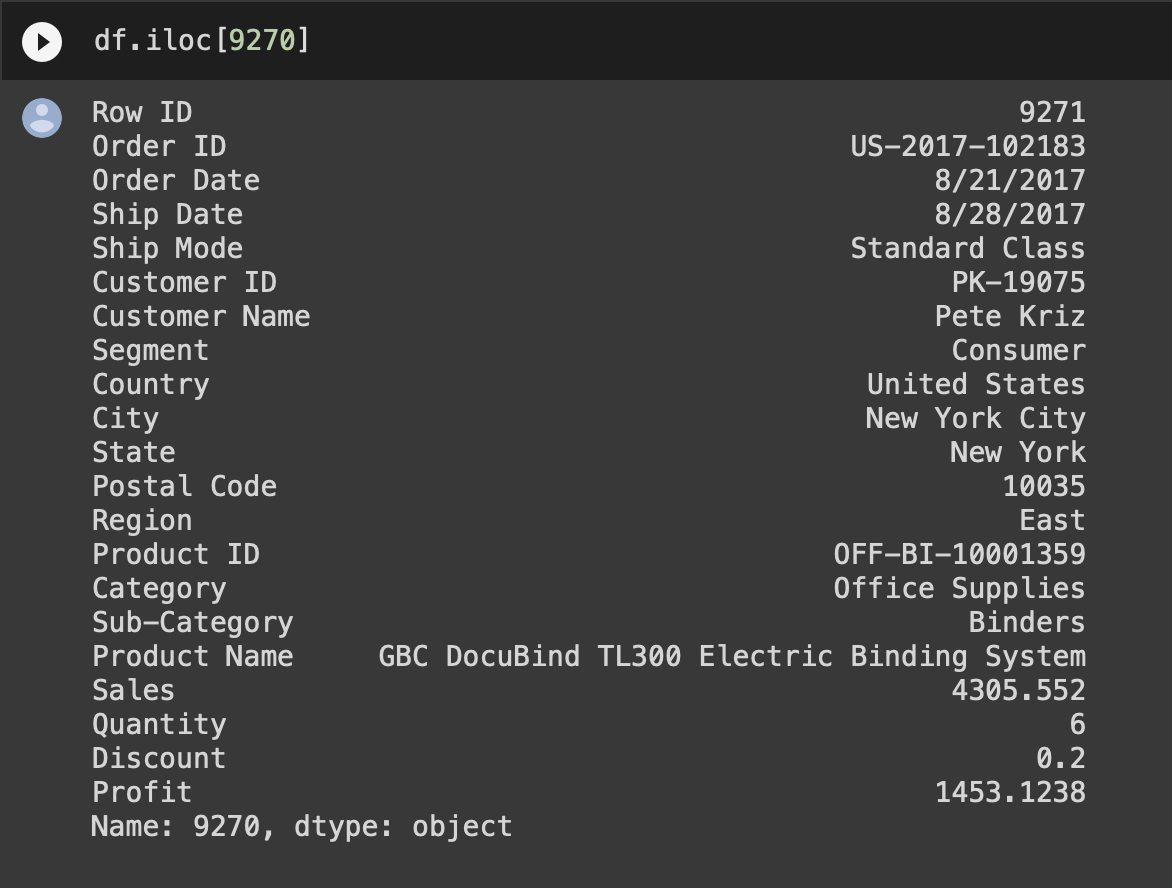 df.iloc[9270]
Row ID 9271
Order ID US-2017-102183
Order Date 8/21/2017
Ship Date 8/28/2017
Ship Mode Standard Class
Customer ID PK-19075
Customer Name Pete Kriz
Segment Consumer
Country United States
City New York City
State New York
Postal Code 10035
Region East
Product ID OFF-BI-10001359
Category Office Supplies
Sub-Category Binders
Product Name GBC DocuBind TL300 Electric Binding System
Sales 4305.552
Quantity 6
Discount 0.2
Profit 1453.1238
Name: 9270, dtype: object